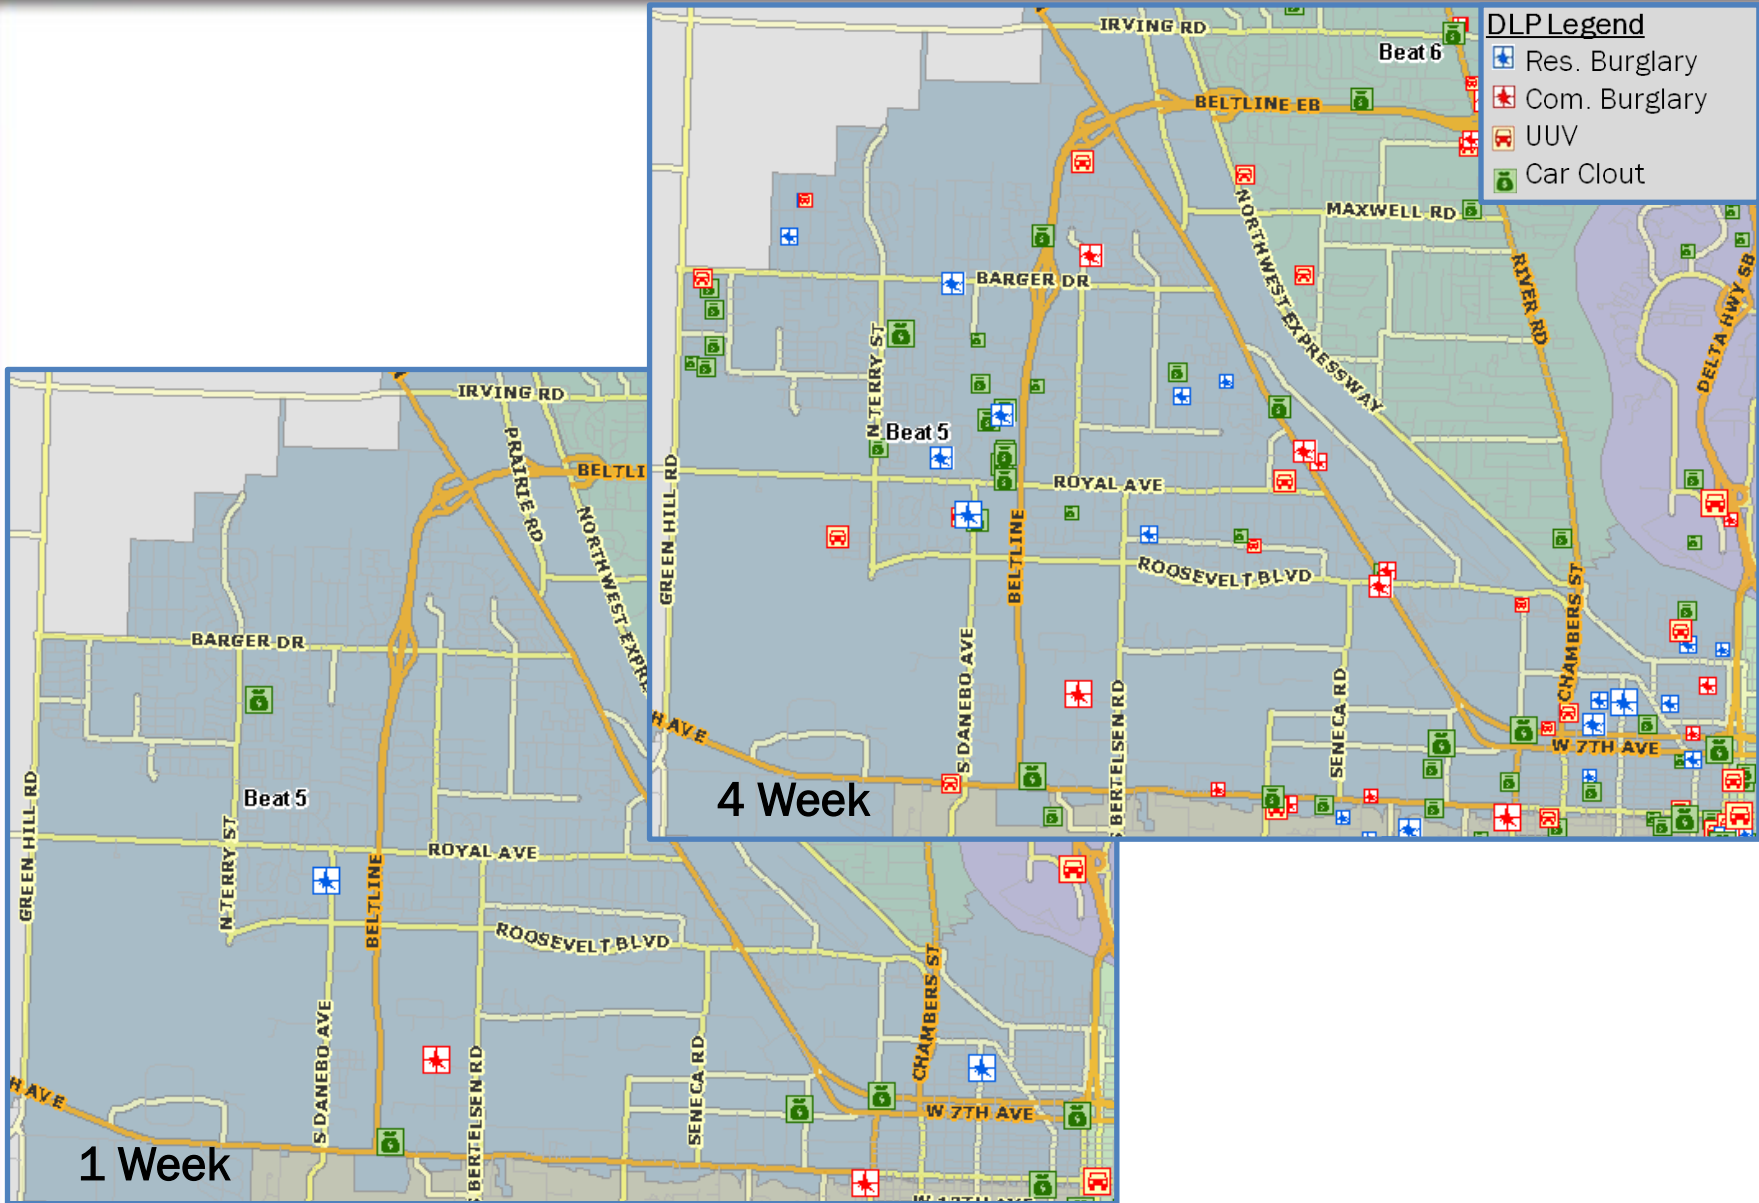 IRVING RD
Beat 6
BELTLINE EB
MAXWELL RD
NORTHWEST EXPRESSWAY
RIVER RD
DELTA HWY SB
BARGER DR
N TERRY ST
Beat 5
GREEN HILL RD
ROYAL AVE
BELTLINE
ROOSEVELT BLVD
CHAMBERS ST
S DANEBO AVE
S BERTELSEN RD
SENECA RD
H AVE
W 7TH AVE
4 Week
DLP Legend
Res. Burglary
Com. Burglary
UUV
Car Clout
IRVING RD
PRAIRIE RD
BELTLI
NORTHWEST EXPRE
BARGER DR
Beat 5
GREEN HILL RD
N TERRY ST
ROYAL AVE
BELTLINE
ROOSEVELT BLVD
CHAMBERS ST
S DANEBO AVE
S BERTELSEN RD
SENECA RD
H AVE
W 7TH AVE
1 Week